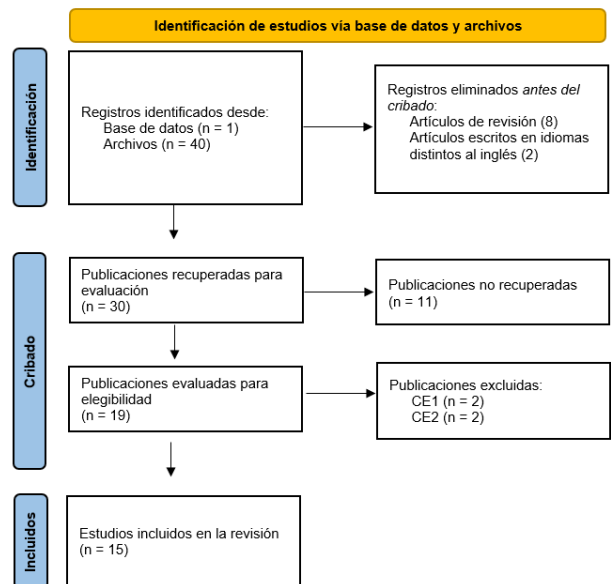 Identificación de estudios vía base de datos y archivos
Identificación
Registros identificados desde:
Base de datos (n = 1)
Archivos (n = 40)
Registros eliminados antes del
cribado:
Artículos de revisión (8)
Artículos escritos en idiomas
distintos al inglés (2)
Cribado
Publicaciones recuperadas para
evaluación
(n = 30)
Publicaciones no recuperadas
(n = 11)
Publicaciones evaluadas para
elegibilidad
(n = 19)
Publicaciones excluidas:
CE1 (n = 2)
CE2 (n = 2)
Incluidos
Estudios incluidos en la revisión
(n = 15)